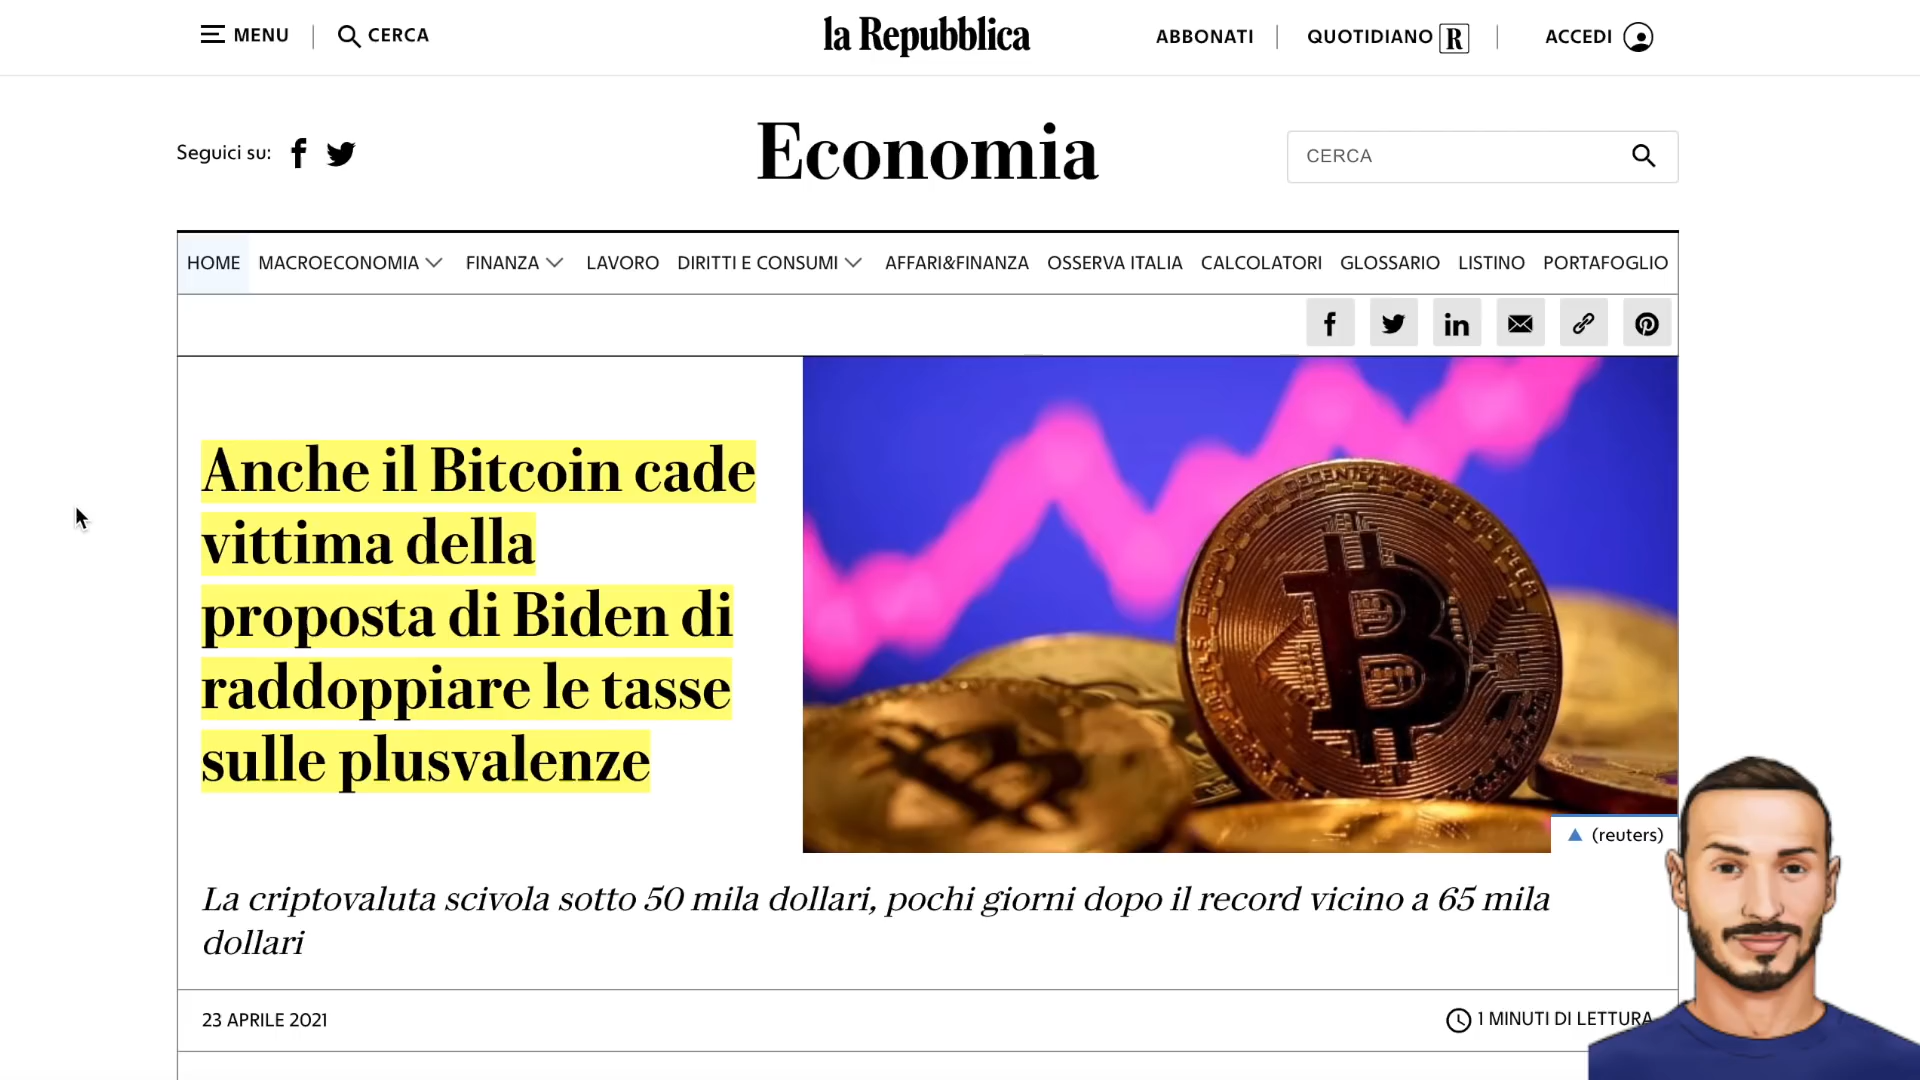 MENU
CERCA
la Repubblica
ABBONATI
QUOTIDIANO R
ACCEDI
Seguici su:
Economia
CERCA
HOME MACROECONOMIA FINANZA LAVORO DIRITTI E CONSUMI AFFARI&FINANZA OSSERVA ITALIA CALCOLATORI GLOSSARIO LISTINO PORTAFOGLIO
Anche il Bitcoin cade
vittima della
proposta di Biden di
raddoppiare le tasse
sulle plusvalenze
(reuters)
La criptovaluta scivola sotto 50 mila dollari, pochi giorni dopo il record vicino a 65 mila
dollari
23 APRILE 2021
1 MINUTI DI LETTURA